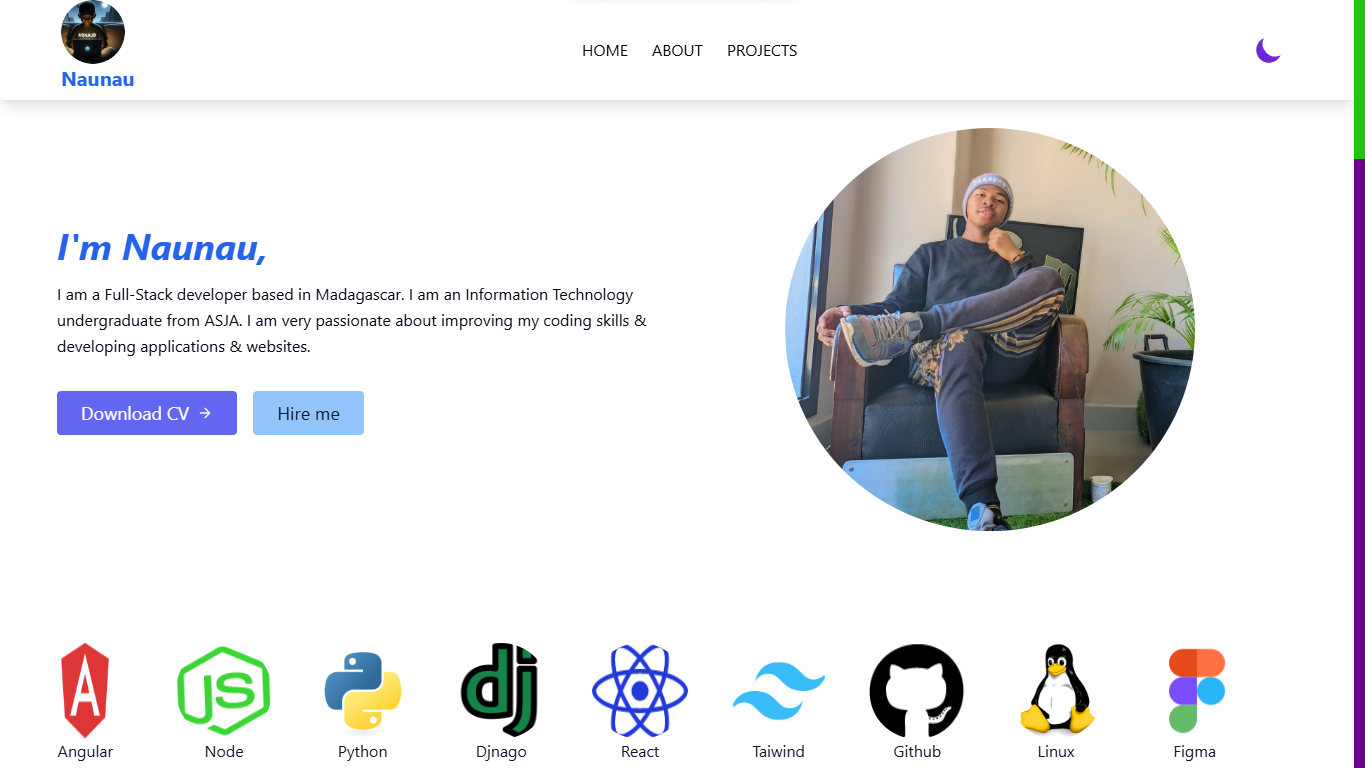 Naunau
HOME ABOUT PROJECTS
I'm Naunau,
I am a Full-Stack developer based in Madagascar. I am an Information Technology
undergraduate from ASJA. I am very passionate about improving my coding skills &
developing applications & websites.
Download CV → Hire me
Angular Node Python Djnago React Taiwind Github Linux Figma